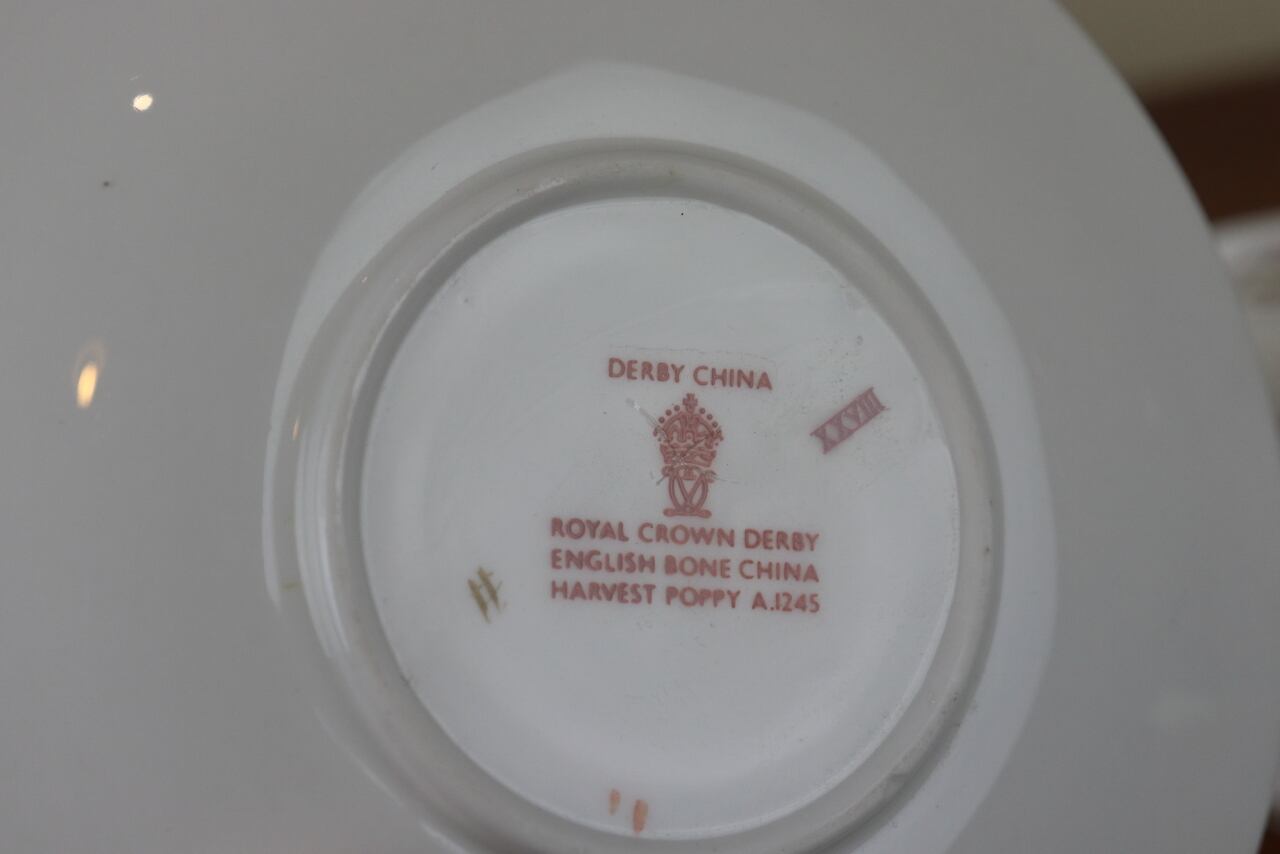 DERBY CHINA
XXVIII
ROYAL CROWN DERBY
ENGLISH BONE CHINA
HARVEST POPPY A.1245